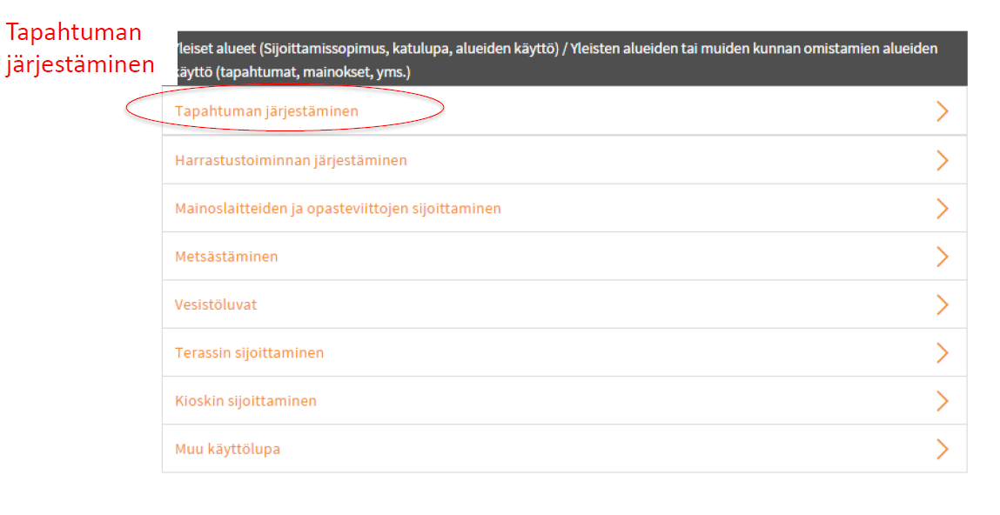 Tapahtuman
järjestäminen
Yleiset alueet (Sijoittamissopimus, katulupa, alueiden käyttö) / Yleisten alueiden tai muiden kunnan omistamien alueiden
käyttö (tapahtumat, mainokset, yms.)
Tapahtuman järjestäminen
Harrastustoiminnan järjestäminen
Mainoslaitteiden ja opasteviittojen sijoittaminen
Metsästäminen
Vesistöluvat
Terassin sijoittaminen
Kioskin sijoittaminen
Muu käyttölupa